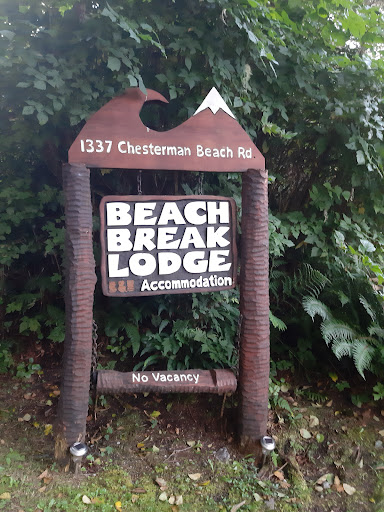 1337 Chesterman Beach Rd.
BEACH
BREAK
LODGE
B&B Accommodation
No Vacancy